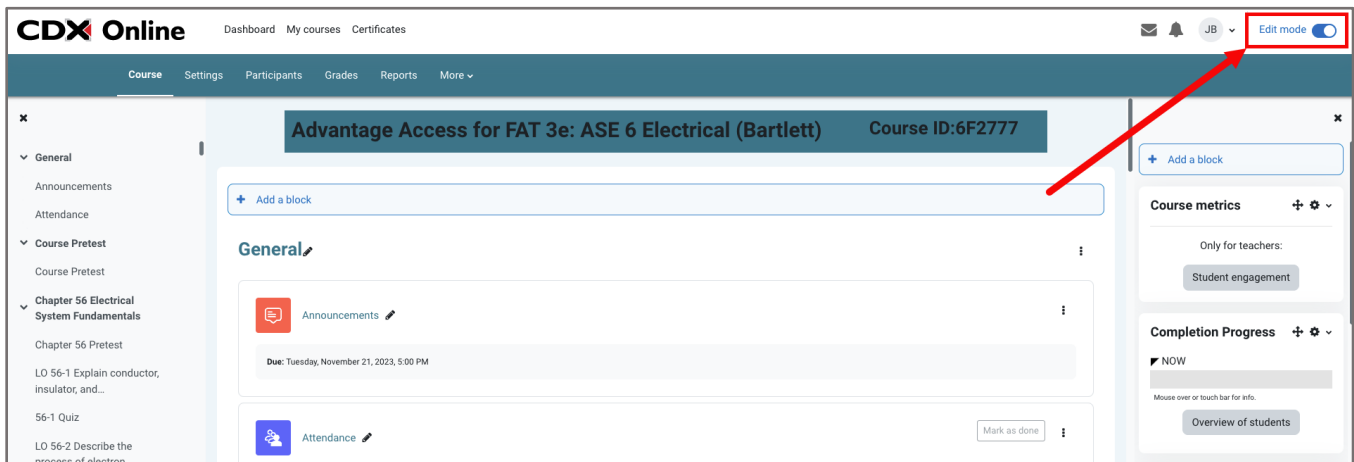 CDX Online
Dashboard My courses Certificates
JB
Edit mode
Course Settings Participants Grades Reports More
General
Announcements
Attendance
Course Pretest
Course Pretest
Chapter 56 Electrical
System Fundamentals
Chapter 56 Pretest
LO 56-1 Explain conductor,
insulator, and...
56-1 Quiz
LO 56-2 Describe the
process of electron
Advantage Access for FAT 3e: ASE 6 Electrical (Bartlett) Course ID:6F2777
+ Add a block
General
Announcements
Due: Tuesday, November 21, 2023, 5:00 PM
Attendance
Mark as done
+ Add a block
Course metrics
Only for teachers:
Student engagement
Completion Progress
NOW
Mouse over or touch bar for info.
Overview of students